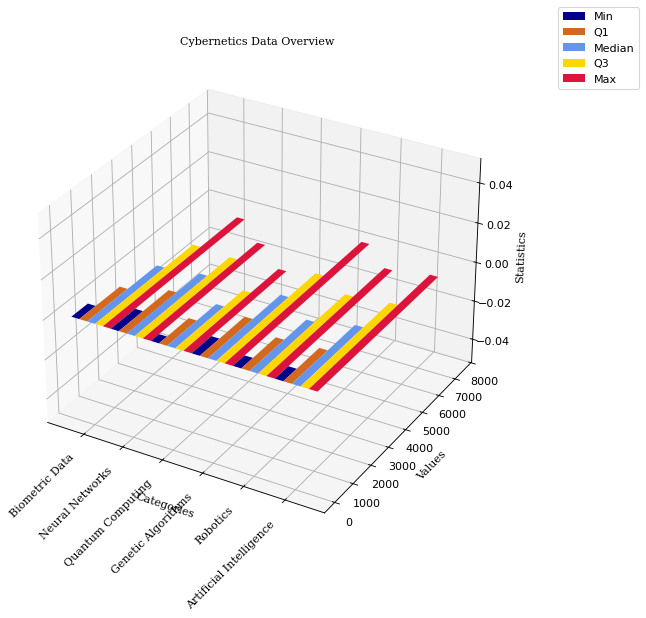 Cybernetics Data Overview
Min
Q1
Median
Q3
Max
0.04
0.02
0.00
−0.02
−0.04
Statistics
8000
7000
6000
5000
4000
3000
2000
1000
0
Values
Biometric Data
Neural Networks
Quantum Computing
Genetic Algorithms
Robotics
Artificial Intelligence
Categories